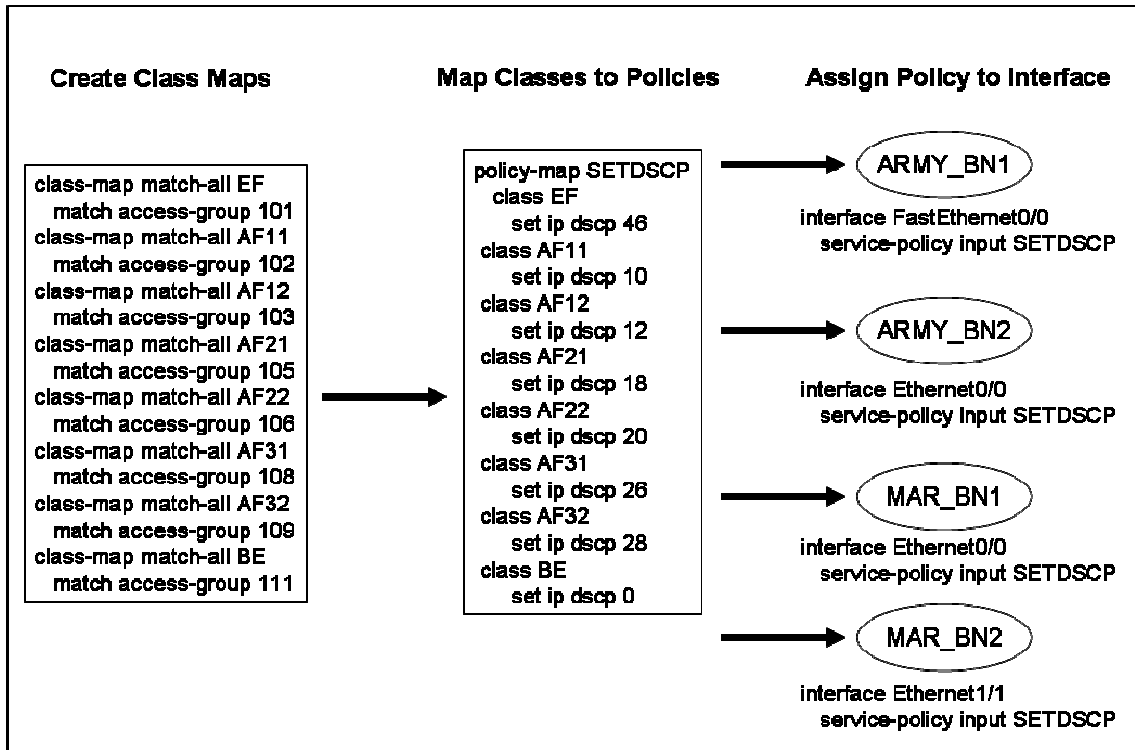 Create Class Maps
class-map match-all EF
match access-group 101
class-map match-all AF11
match access-group 102
class-map match-all AF12
match access-group 103
class-map match-all AF21
match access-group 105
class-map match-all AF22
match access-group 106
class-map match-all AF31
match access-group 108
class-map match-all AF32
match access-group 109
class-map match-all BE
match access-group 111
Map Classes to Policies
policy-map SETDSCP
class EF
set ip dscp 46
class AF11
set ip dscp 10
class AF12
set ip dscp 12
class AF21
set ip dscp 18
class AF22
set ip dscp 20
class AF31
set ip dscp 26
class AF32
set ip dscp 28
class BE
set ip dscp 0
Assign Policy to Interface
ARMY_BN1
interface FastEthernet0/0
service-policy input SETDSCP
ARMY_BN2
interface Ethernet0/0
service-policy input SETDSCP
MAR_BN1
interface Ethernet0/0
service-policy input SETDSCP
MAR_BN2
interface Ethernet1/1
service-policy input SETDSCP